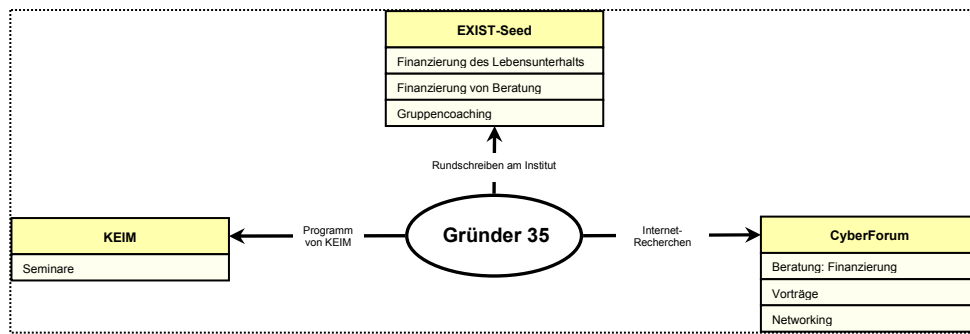 EXIST-Seed
Finanzierung des Lebensunterhalts
Finanzierung von Beratung
Gruppencoaching
Rundschreiben am Institut
KEIM
Seminare
Programm
von KEIM
Gründer 35
Internet-
Recherchen
CyberForum
Beratung: Finanzierung
Vorträge
Networking